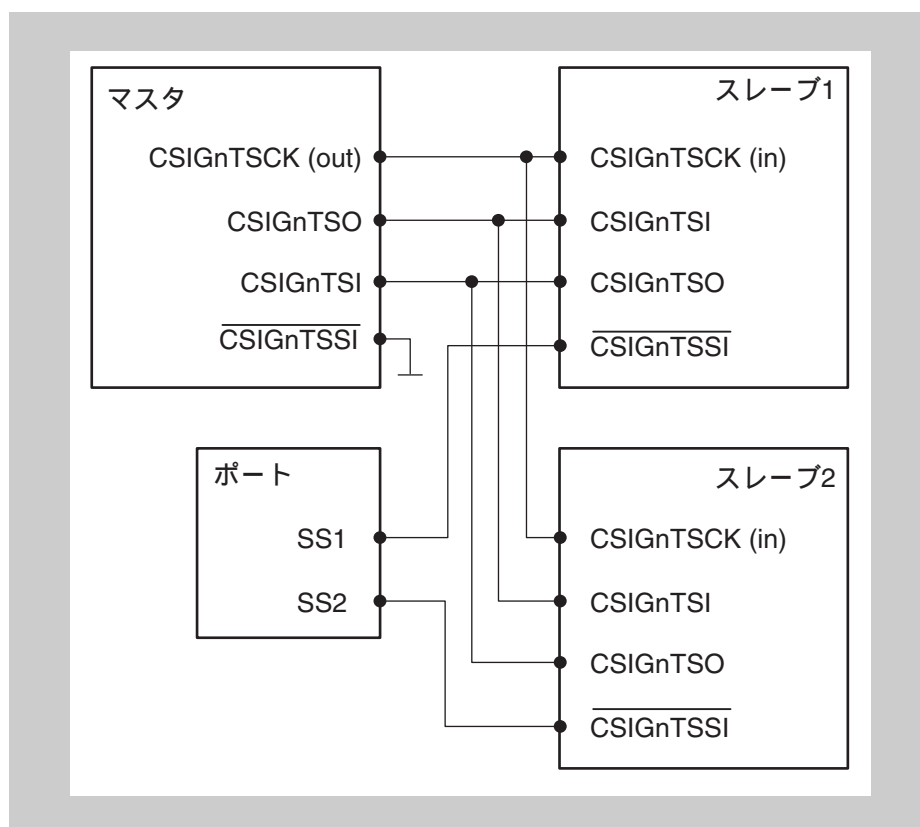 マスタ
CSIGnTSCK (out)
CSIGnTSO
CSIGnTSI
CSIGnTSSI
スレーブ1
CSIGnTSCK (in)
CSIGnTSI
CSIGnTSO
CSIGnTSSI
ポート
SS1
SS2
スレーブ2
CSIGnTSCK (in)
CSIGnTSI
CSIGnTSO
CSIGnTSSI